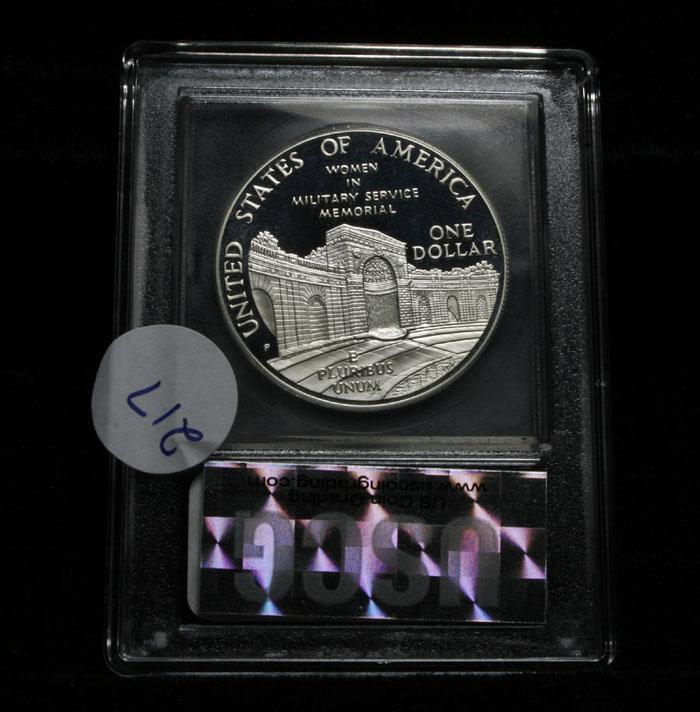 UNITED STATES OF AMERICA
WOMEN
IN
MILITARY SERVICE
MEMORIAL
ONE
DOLLAR
P
E
PLURIBUS
UNUM
217
USCG
US Coin Grading
www.uscoingrading.com